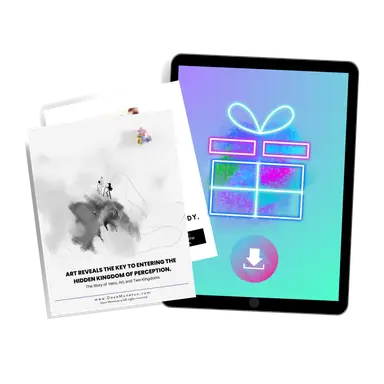 DY.
ART REVEALS THE KEY TO ENTERING THE
HIDDEN KINGDOM OF PERCEPTION.
The Story of Hella, Art, and Two Kingdoms